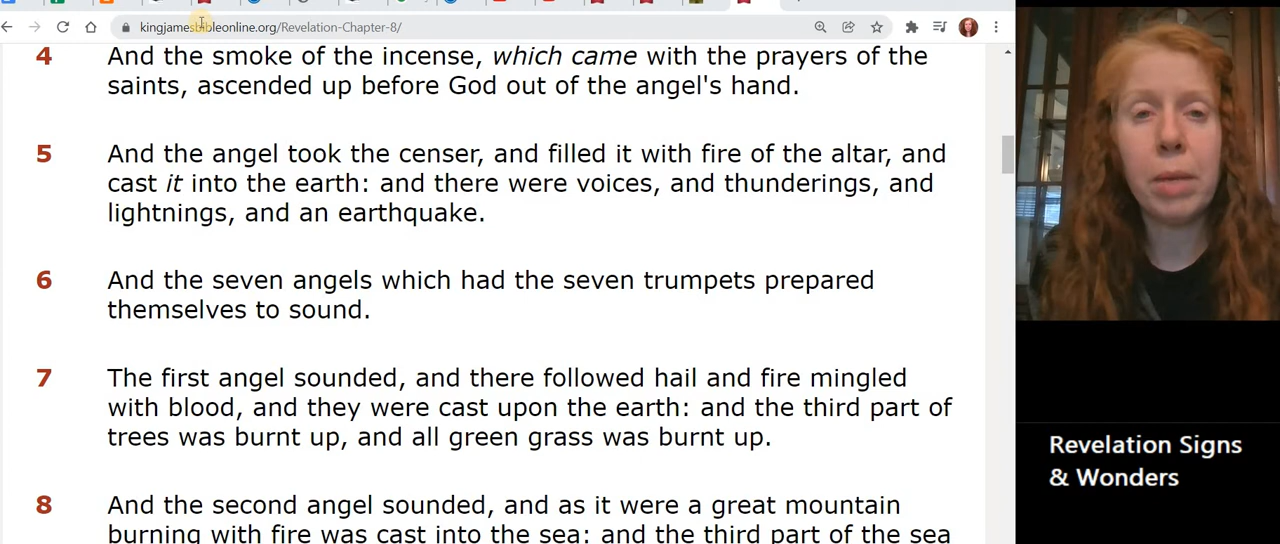 kingjamesbibleonline.org/Revelation-Chapter-8/
4 And the smoke of the incense, which came with the prayers of the
saints, ascended up before God out of the angel's hand.
5 And the angel took the censer, and filled it with fire of the altar, and
cast it into the earth: and there were voices, and thunderings, and
lightnings, and an earthquake.
6 And the seven angels which had the seven trumpets prepared
themselves to sound.
7 The first angel sounded, and there followed hail and fire mingled
with blood, and they were cast upon the earth: and the third part of
trees was burnt up, and all green grass was burnt up.
8 And the second angel sounded, and as it were a great mountain
burning with fire was cast into the sea: and the third part of the sea
Revelation Signs
& Wonders